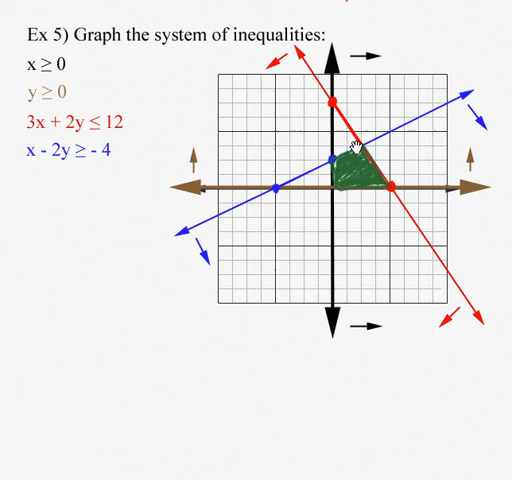 Ex 5) Graph the system of inequalities:
x ≥ 0
y ≥ 0
3x + 2y ≤ 12
x - 2y ≥ - 4